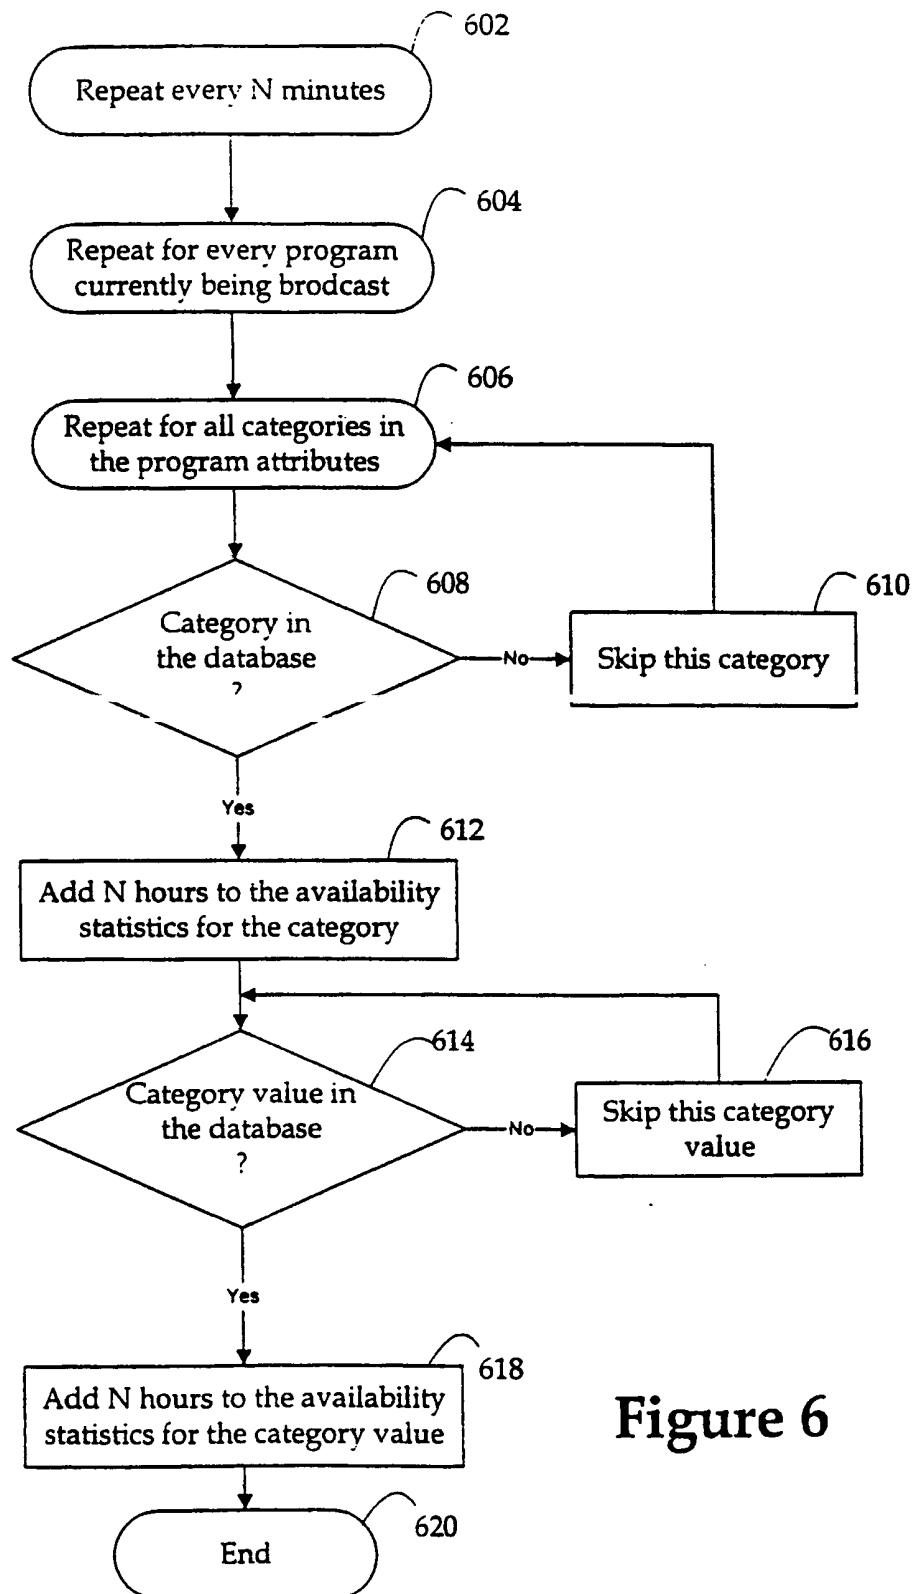 602
Repeat every N minutes
604
Repeat for every program
currently being brodcast
606
Repeat for all categories in
the program attributes
608
Category in
the database
?
No
610
Skip this category
Yes
612
Add N hours to the availability
statistics for the category
614
Category value in
the database
?
No
616
Skip this category
value
Yes
618
Add N hours to the availability
statistics for the category value
620
End
Figure 6